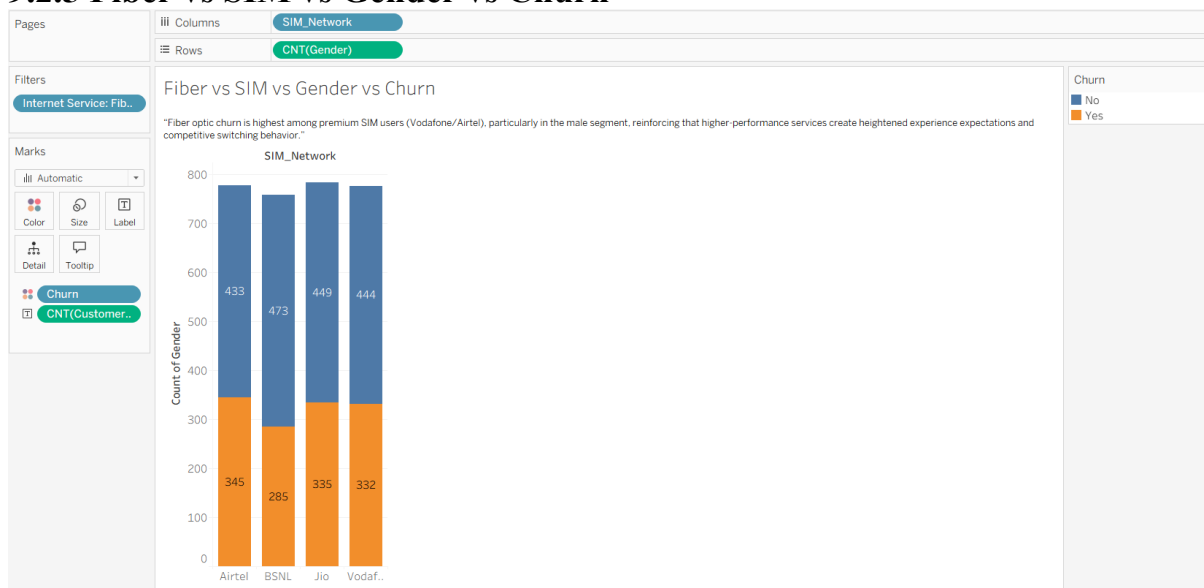 9.2.5 Fiber vs SIM vs Gender vs Churn
Pages
iii Columns
SIM_Network
Rows
CNT(Gender)
Filters
Internet Service: Fib..
Marks
Automatic
Color
Size
Label
Detail
Tooltip
Churn
CNT(Customer..
Fiber vs SIM vs Gender vs Churn
"Fiber optic churn is highest among premium SIM users (Vodafone/Airtel), particularly in the male segment, reinforcing that higher-performance services create heightened experience expectations and
competitive switching behavior."
SIM_Network
Count of Gender
800
700
600
500
400
300
200
100
0
433
473
449
444
345
285
335
332
Airtel
BSNL
Jio
Vodaf..
Churn
No
Yes